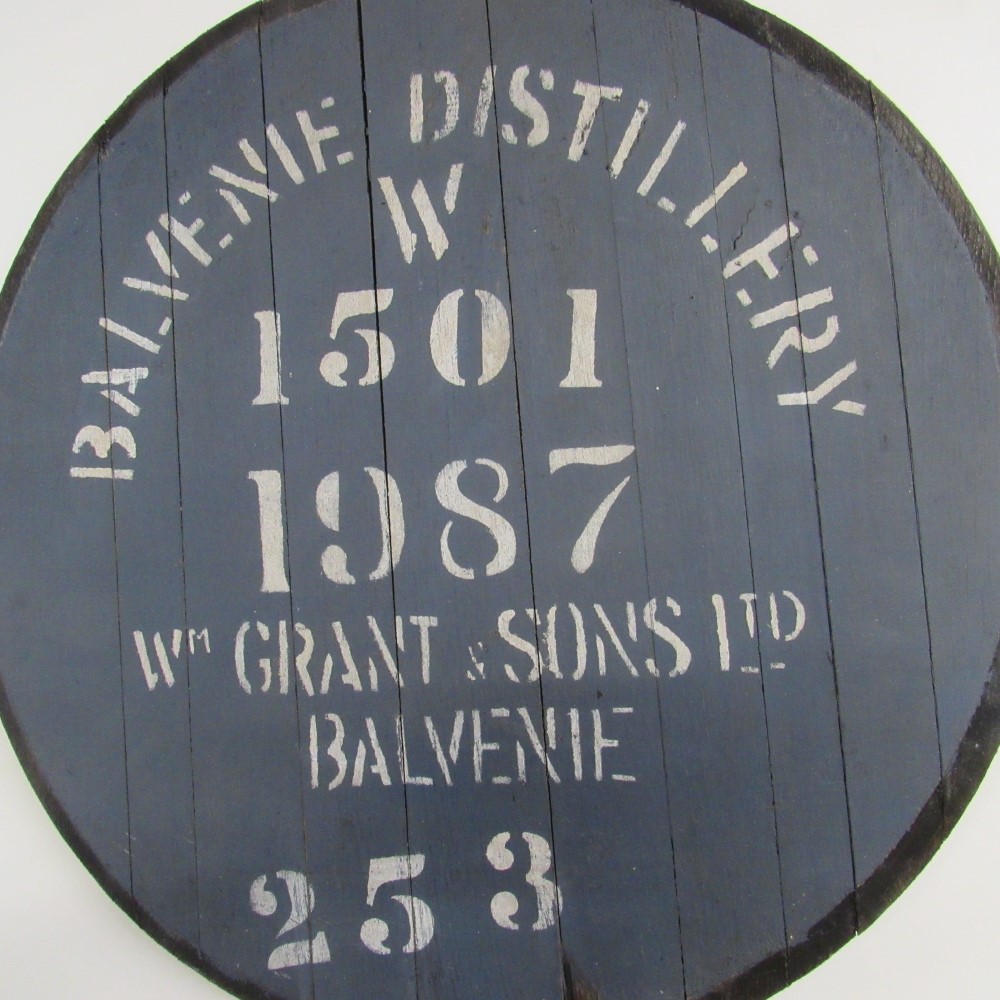 BALVENIE DISTILLERY
W
1501
1987
WM GRANT & SONS LTD
BALVENIE
253